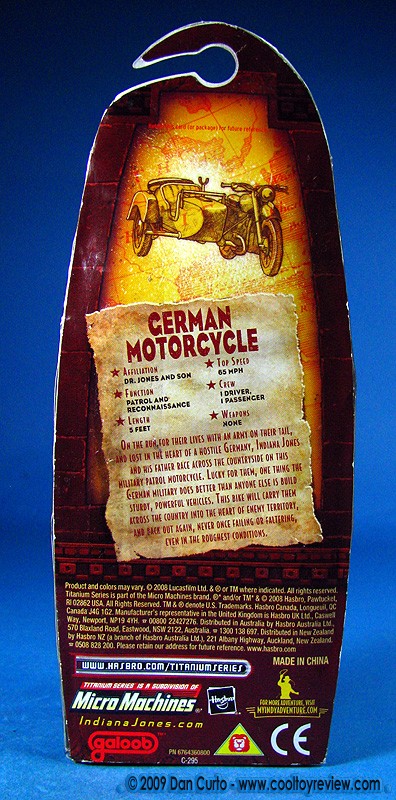 card (or package) for future reference
GERMAN
MOTORCYCLE
★ AFFILIATION
DR. JONES AND SON
★ TOP SPEED
65 MPH
★ FUNCTION
PATROL AND
RECONNAISSANCE
★ CREW
1 DRIVER,
1 PASSENGER
★ LENGTH
5 FEET
★ WEAPONS
NONE
ON THE RUN FOR THEIR LIVES WITH AN ARMY ON THEIR TAIL,
AND LOST IN THE HEART OF A HOSTILE GERMANY, INDIANA JONES
AND HIS FATHER RACE ACROSS THE COUNTRYSIDE ON THIS
MILITARY PATROL MOTORCYCLE. LUCKY FOR THEM, ONE THING THE
GERMAN MILITARY DOES BETTER THAN ANYONE ELSE IS BUILD
STURDY, POWERFUL VEHICLES. THIS BIKE WILL CARRY THEM
ACROSS THE COUNTRY INTO THE HEART OF ENEMY TERRITORY,
AND BACK OUT AGAIN, NEVER ONCE FAILING OR FALTERING,
EVEN IN THE ROUGHEST CONDITIONS.
Product and colors may vary. © 2008 Lucasfilm Ltd. & ® or TM where indicated. All rights reserved.
Titanium Series is part of the Micro Machines brand. ®* and/or TM* & © 2008 Hasbro, Pawtucket,
RI 02862 USA. All Rights Reserved. TM & ® denote U.S. Trademarks. Hasbro Canada, Longueuil, QC
Canada J4G 1G2. Manufacturer's representative in the United Kingdom is Hasbro UK Ltd., Caswell
Way, Newport, NP19 4YH. ☎ 00800 22427276. Distributed in Australia by Hasbro Australia Ltd.,
570 Blaxland Road, Eastwood, NSW 2122, Australia. ☎ 1300 138 697. Distributed in New Zealand
by Hasbro NZ (a branch of Hasbro Australia Ltd.), 221 Albany Highway, Auckland, New Zealand
☎ 0508 828 200. Please retain our address for future reference. www.hasbro.com
WWW.HASBRO.COM/TITANIUMSERIES
MADE IN CHINA
TITANIUM SERIES IS A SUBDIVISION OF
Micro Machines®
Hasbro
IndianaJones.com
FOR MORE ADVENTURE, VISIT
MYINDYADVENTURE.COM
galoob™
PN 6764360800
C-295
CE
© 2009 Dan Curto - www.cooltoyreview.com